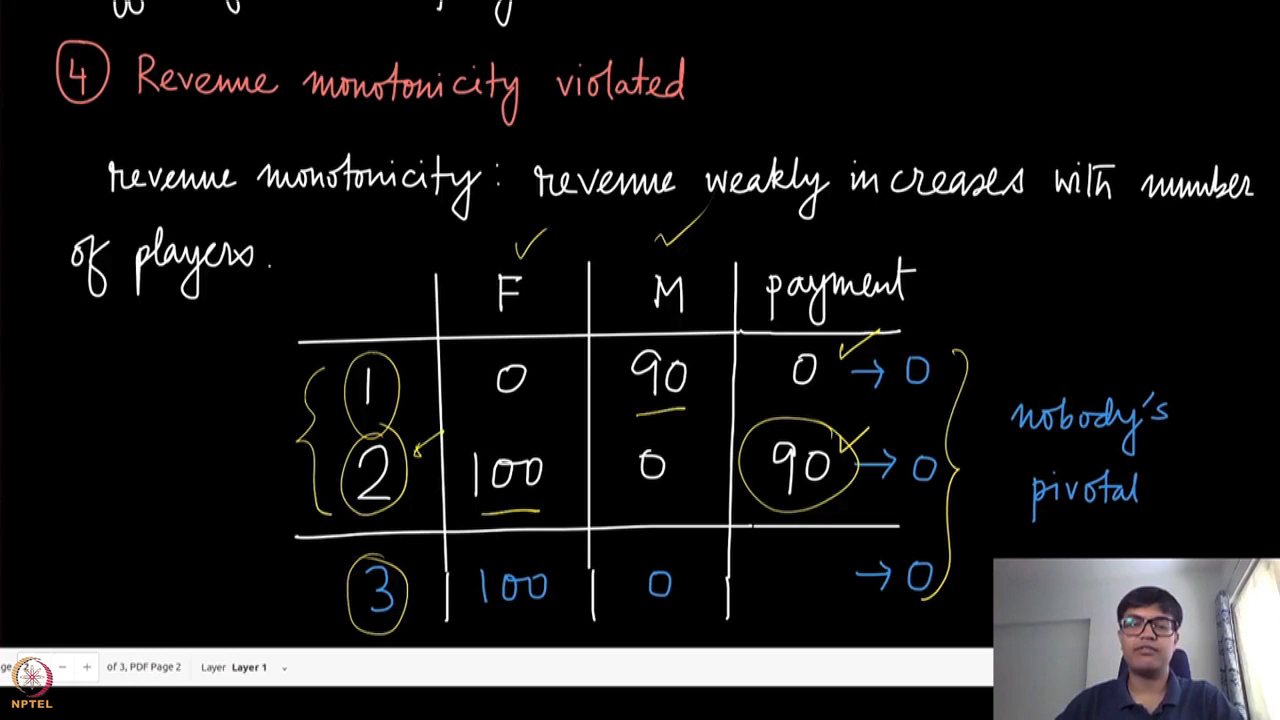 ④ Revenue monotonicity violated
revenue monotonicity: revenue weakly increases with number
of players.
F M payment
1 0 90 0 → 0
2 100 0 90 → 0
nobody's
pivotal
3 100 0 → 0
of 3, PDF Page 2 Layer Layer 1
NPTEL